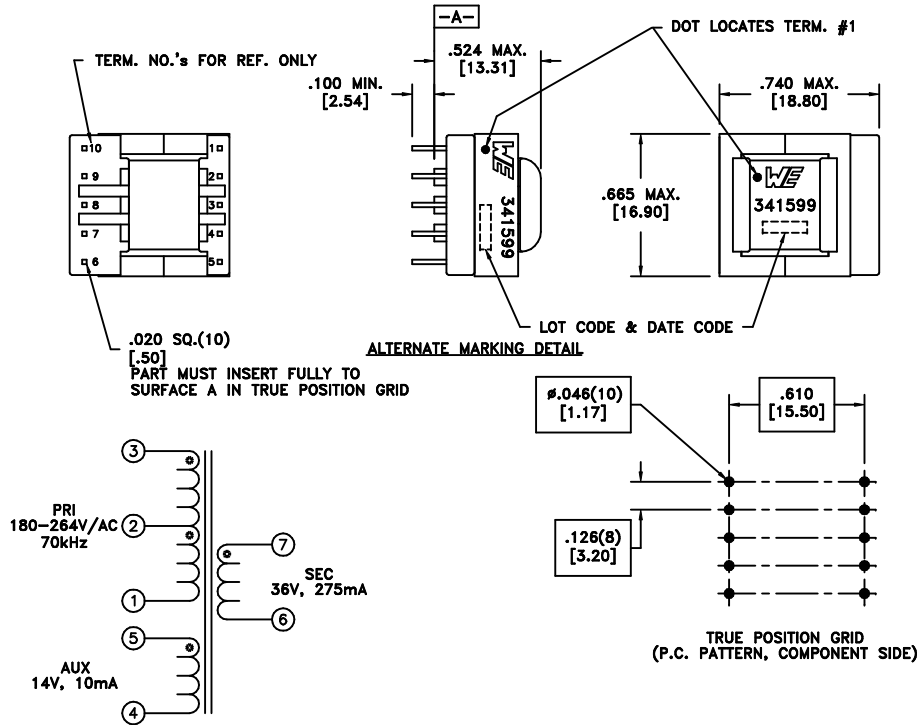 -A-
DOT LOCATES TERM. #1
TERM. NO.'s FOR REF. ONLY
.524 MAX.
[13.31]
.100 MIN.
[2.54]
.740 MAX.
[18.80]
10
9
8
7
6
1
2
3
4
5
WE
341599
.665 MAX.
[16.90]
WE
341599
LOT CODE & DATE CODE
ALTERNATE MARKING DETAIL
.020 SQ.(10)
[.50]
PART MUST INSERT FULLY TO
SURFACE A IN TRUE POSITION GRID
ø.046(10)
[1.17]
.610
[15.50]
.126(8)
[3.20]
TRUE POSITION GRID
(P.C. PATTERN, COMPONENT SIDE)
3
PRI
180-264V/AC
70kHz
2
1
7
SEC
36V, 275mA
6
5
AUX
14V, 10mA
4